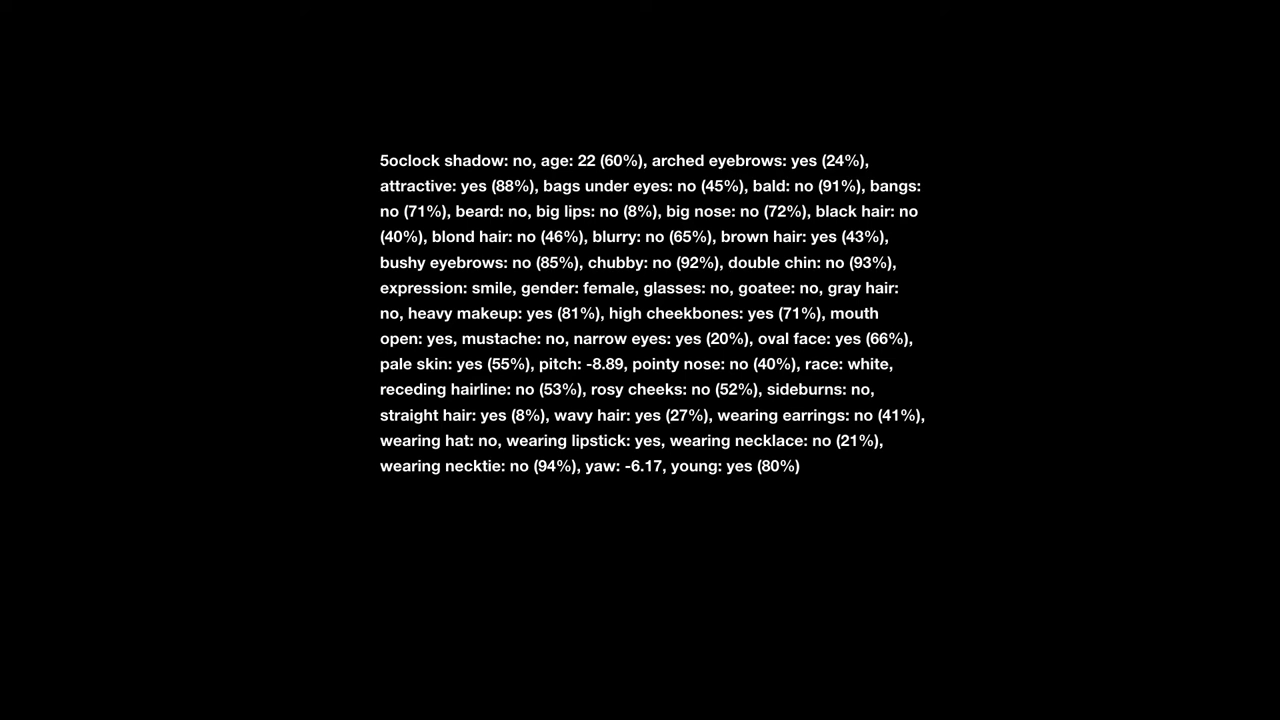 5oclock shadow: no, age: 22 (60%), arched eyebrows: yes (24%),
attractive: yes (88%), bags under eyes: no (45%), bald: no (91%), bangs:
no (71%), beard: no, big lips: no (8%), big nose: no (72%), black hair: no
(40%), blond hair: no (46%), blurry: no (65%), brown hair: yes (43%),
bushy eyebrows: no (85%), chubby: no (92%), double chin: no (93%),
expression: smile, gender: female, glasses: no, goatee: no, gray hair:
no, heavy makeup: yes (81%), high cheekbones: yes (71%), mouth
open: yes, mustache: no, narrow eyes: yes (20%), oval face: yes (66%),
pale skin: yes (55%), pitch: -8.89, pointy nose: no (40%), race: white,
receding hairline: no (53%), rosy cheeks: no (52%), sideburns: no,
straight hair: yes (8%), wavy hair: yes (27%), wearing earrings: no (41%),
wearing hat: no, wearing lipstick: yes, wearing necklace: no (21%),
wearing necktie: no (94%), yaw: -6.17, young: yes (80%)